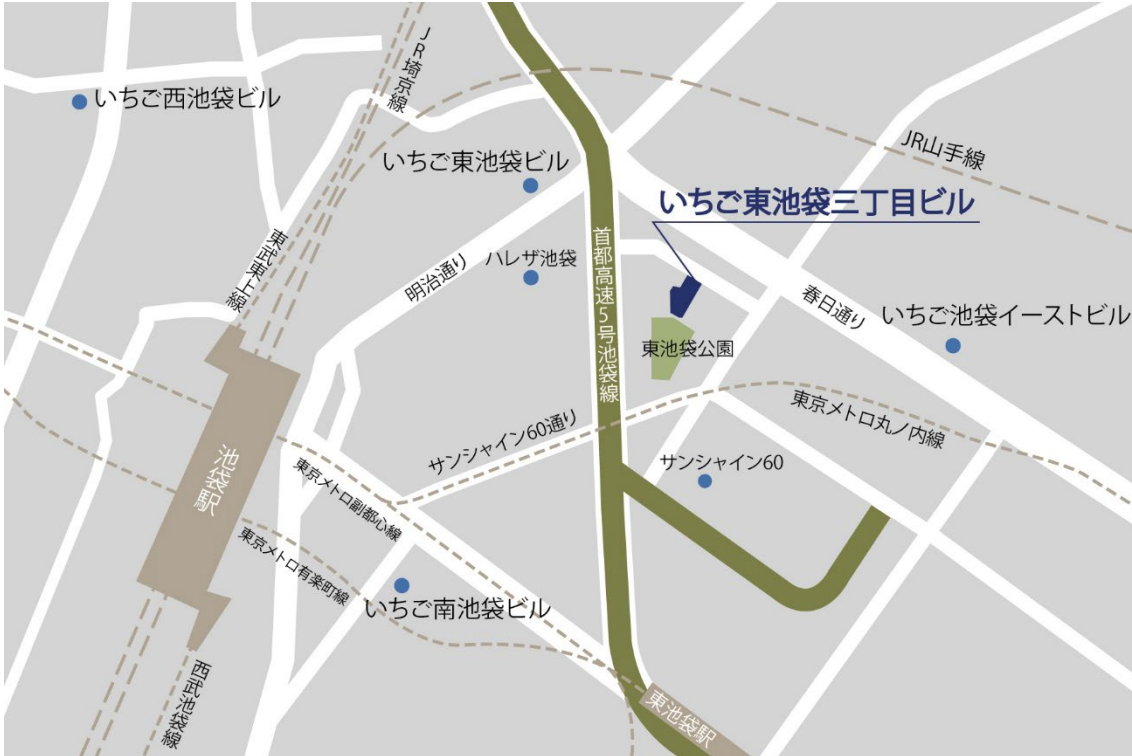 JR埼京線
いちご西池袋ビル
いちご東池袋ビル
JR山手線
いちご東池袋三丁目ビル
東武東上線
明治通り
ハレザ池袋
首都高速5号池袋線
春日通り
いちご池袋イーストビル
東池袋公園
東京メトロ丸ノ内線
サンシャイン60通り
サンシャイン60
池袋駅
東京メトロ副都心線
東京メトロ有楽町線
いちご南池袋ビル
西武池袋線
東池袋駅